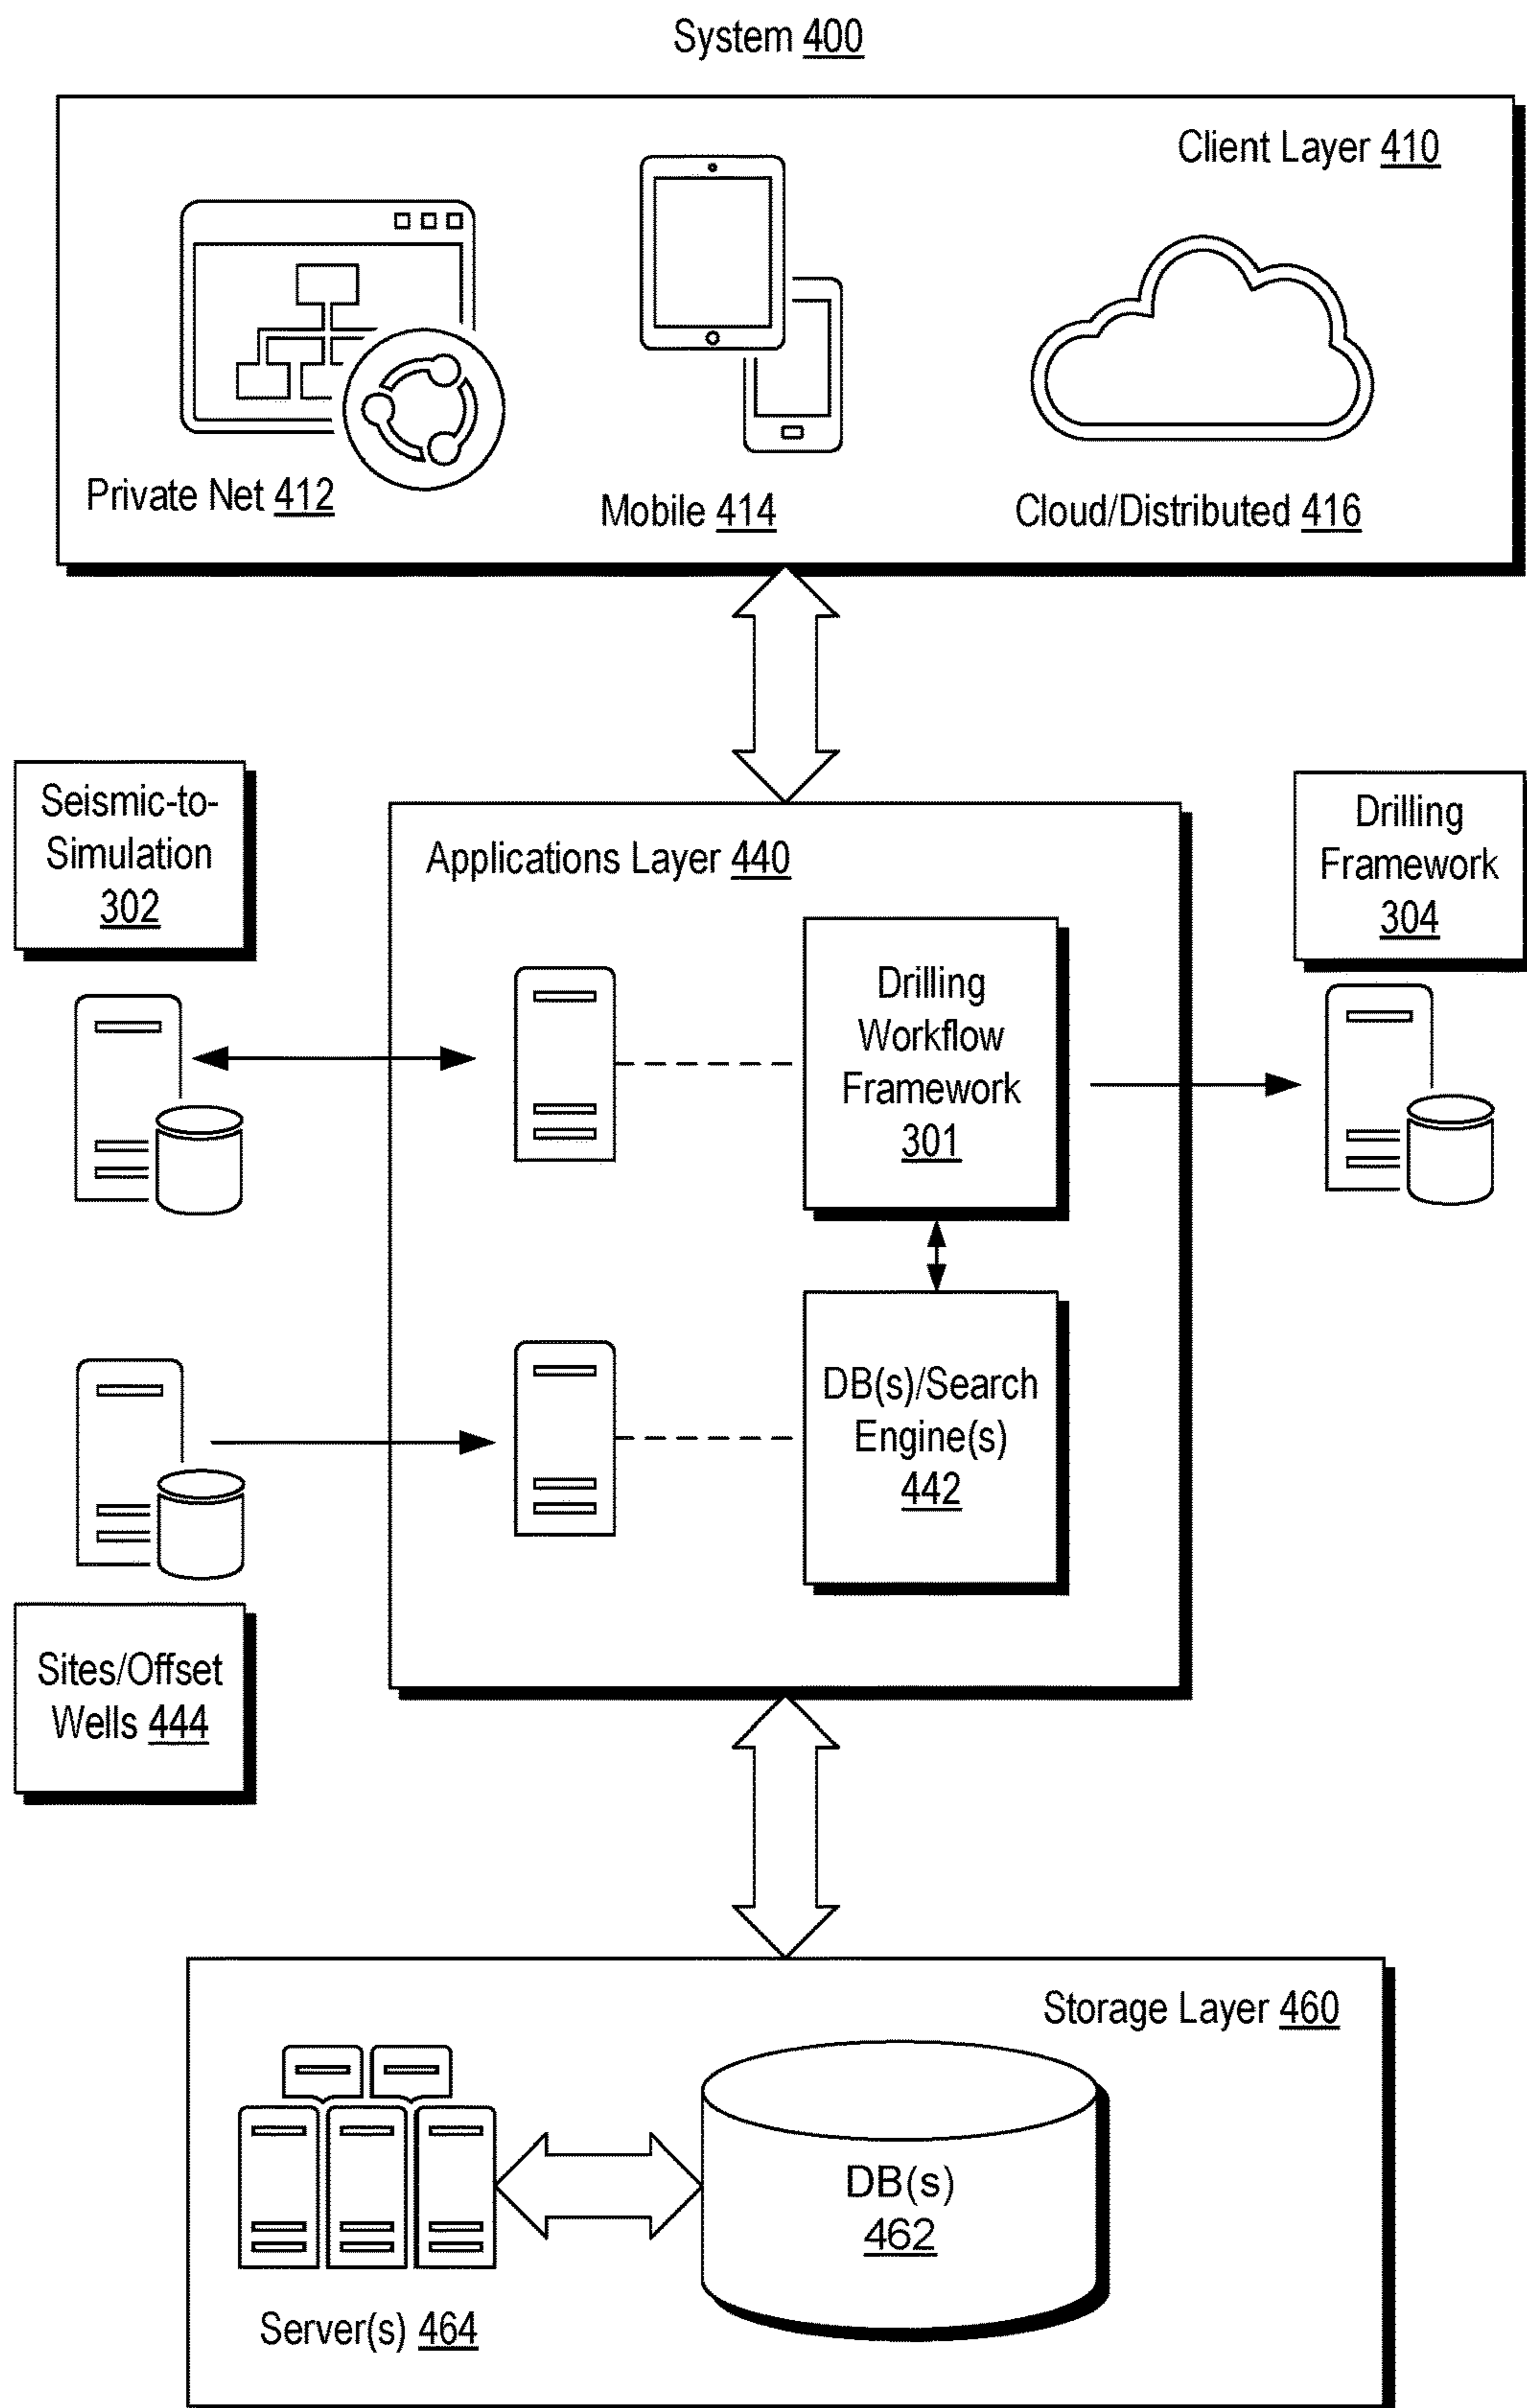 System 400
Client Layer 410
Private Net 412
Mobile 414
Cloud/Distributed 416
Seismic-to-
Simulation
302
Applications Layer 440
Drilling
Workflow
Framework
301
Drilling
Framework
304
DB(s)/Search
Engine(s)
442
Sites/Offset
Wells 444
Storage Layer 460
DB(s)
462
Server(s) 464